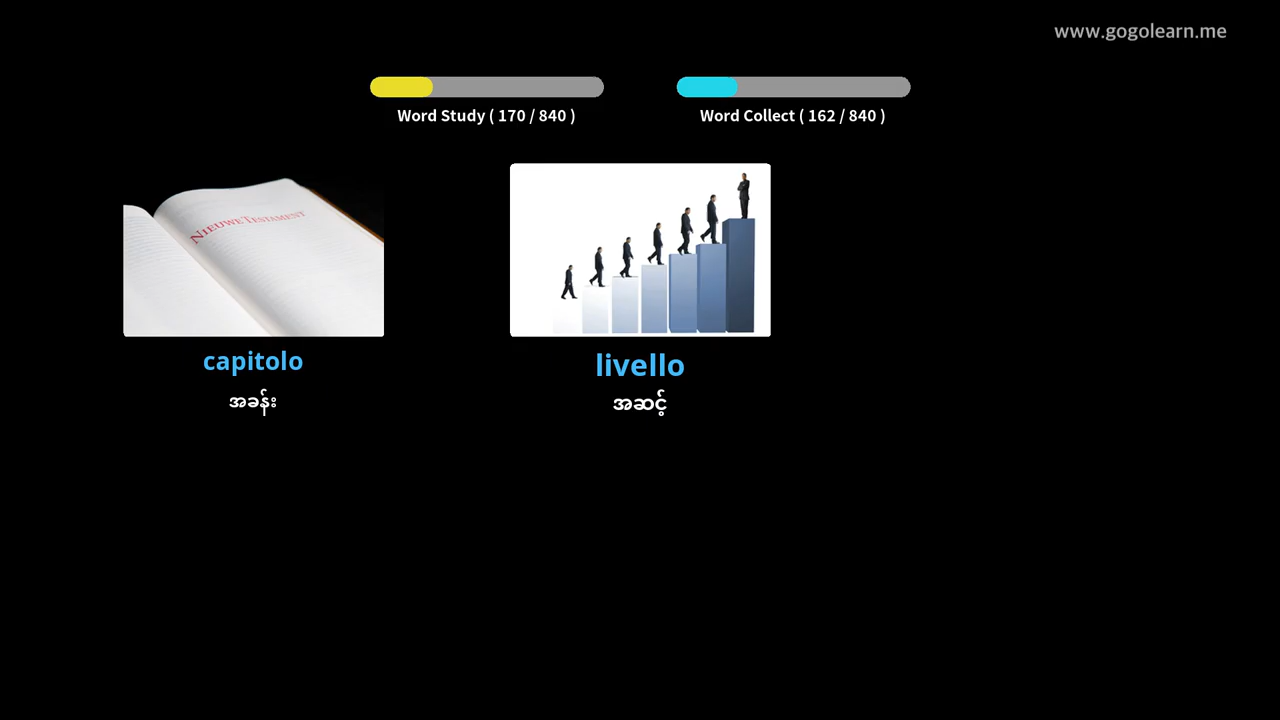 www.gogolearn.me
Word Study ( 170 / 840 )
Word Collect ( 162 / 840 )
NIEUWE TESTAMENT
capitolo
အခန်း
livello
အဆင့်